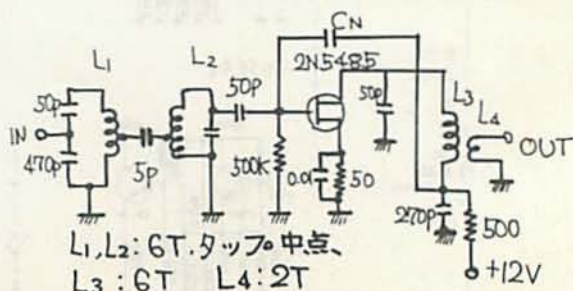 CN
L1
L2
2N5485
50P
50P
50P
L3
L4
IN
OUT
470P
5P
500K
0.01
50
270P
500
+12V
L1,L2:6T.タップ中点、
L3:6T L4:2T